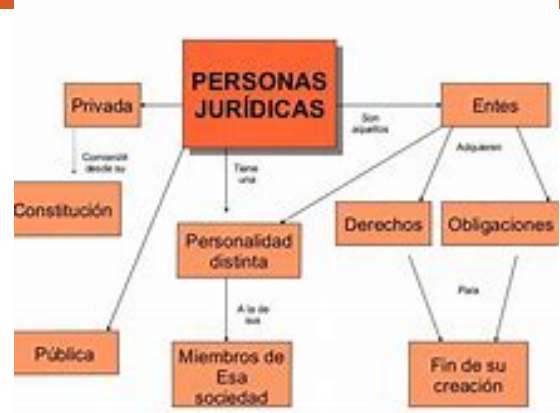 PERSONAS
JURÍDICAS
Privada
Entes
Son
aquellos
Comenzó
desde su
Tiene
una
Adquieren
Constitución
Personalidad
distinta
Derechos
Obligaciones
A la de
sus
Para
Pública
Miembros de
Esa
sociedad
Fin de su
creación